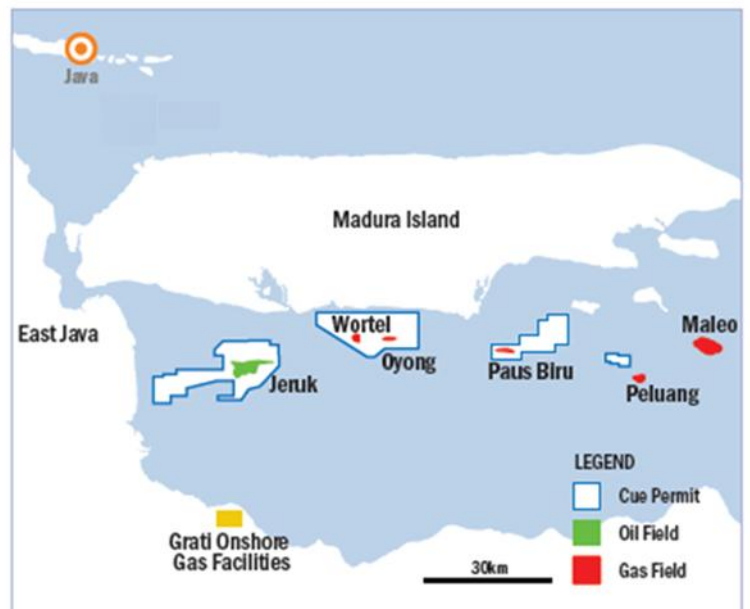 Java
Madura Island
East Java
Wortel
Oyong
Jeruk
Paus Biru
Maleo
Peluang
Grati Onshore
Gas Facilities
30km
LEGEND
Cue Permit
Oil Field
Gas Field